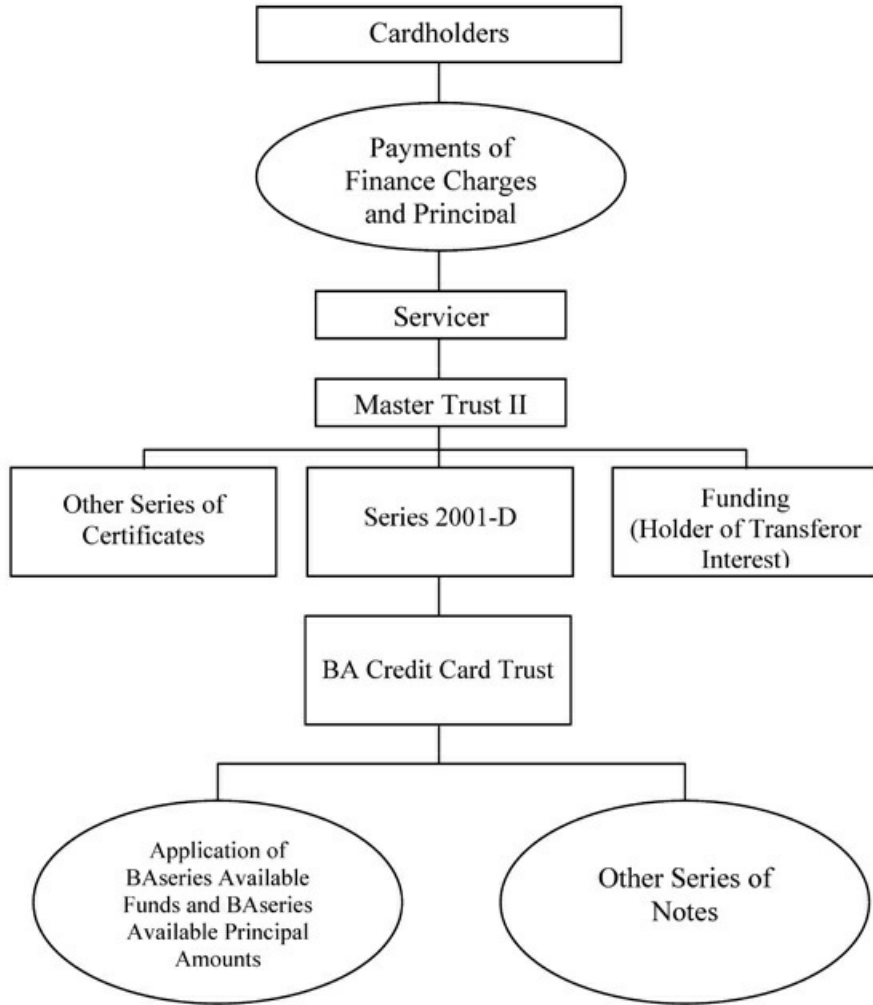 Cardholders
Payments of
Finance Charges
and Principal
Servicer
Master Trust II
Other Series of
Certificates
Series 2001-D
Funding
(Holder of Transferor
Interest)
BA Credit Card Trust
Application of
BAseries Available
Funds and BAseries
Available Principal
Amounts
Other Series of
Notes